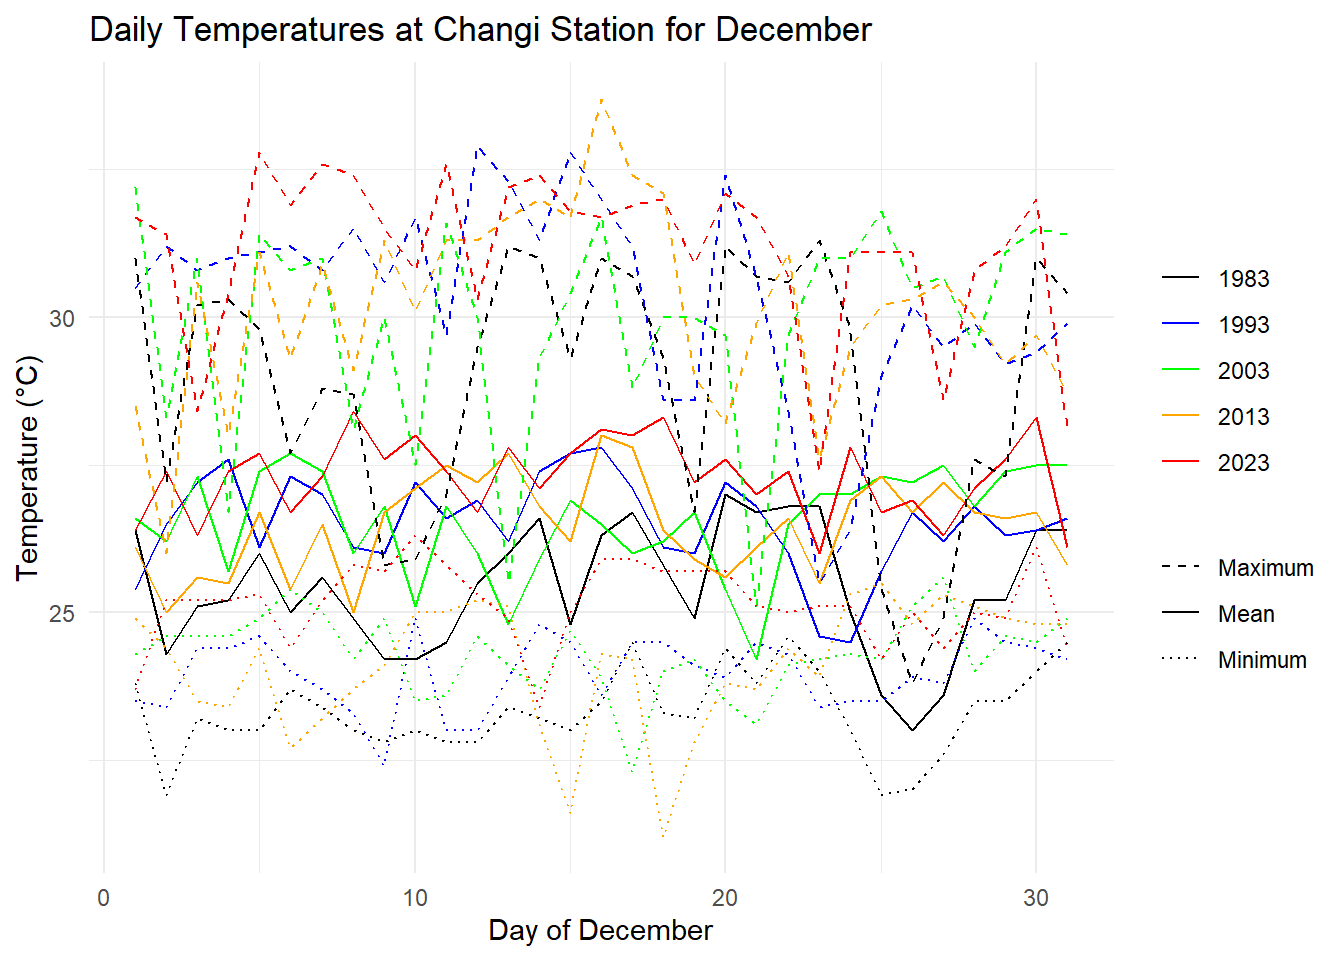 Daily Temperatures at Changi Station for December
Temperature (°C)
30
25
0
10
20
30
Day of December
1983
1993
2003
2013
2023
Maximum
Mean
Minimum